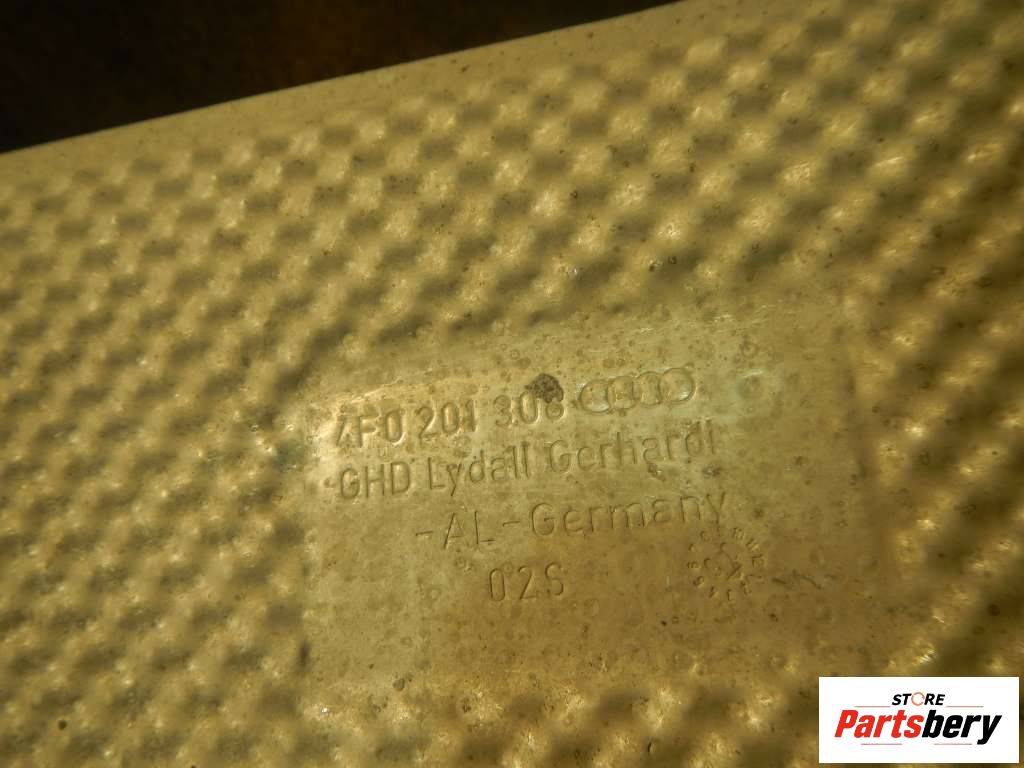 4F0 201 308
GHD Lydall Gerhardi
-AL-Germany
02S
STORE
Partsbery